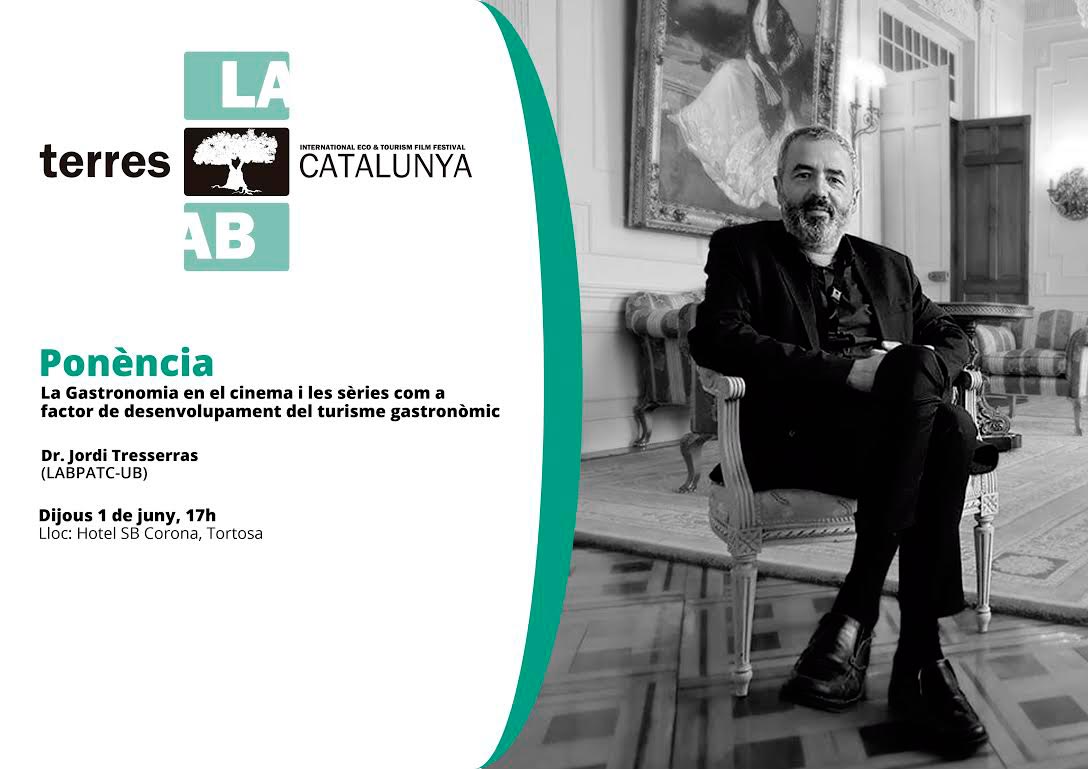 LA
terres
INTERNATIONAL ECO & TOURISM FILM FESTIVAL
CATALUNYA
AB
Ponència
La Gastronomia en el cinema i les sèries com a
factor de desenvolupament del turisme gastronòmic
Dr. Jordi Tresserras
(LABPATC-UB)
Dijous 1 de juny, 17h
Lloc: Hotel SB Corona, Tortosa